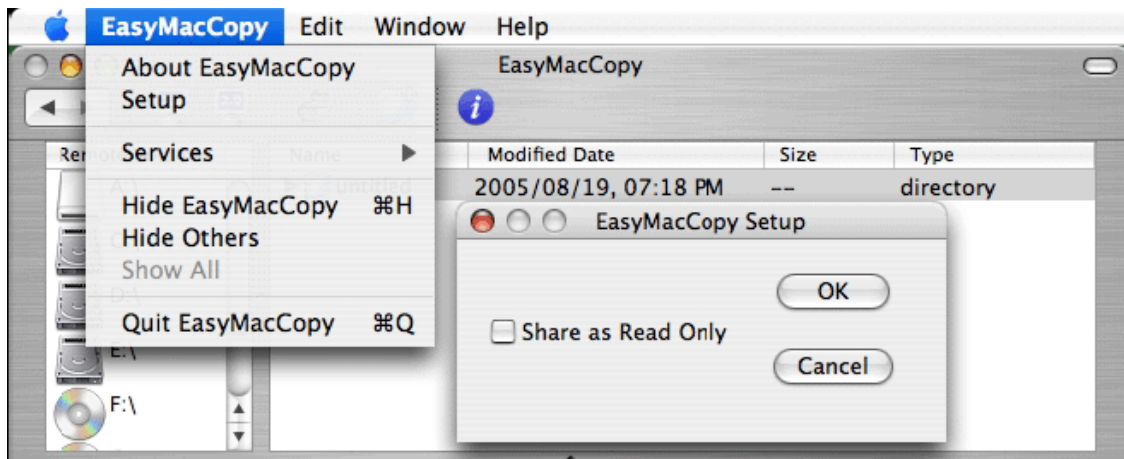 EasyMacCopy Edit Window Help
EasyMacCopy
About EasyMacCopy
Setup
Services
Hide EasyMacCopy ⌘H
Hide Others
Show All
Quit EasyMacCopy ⌘Q
Name Modified Date Size Type
untitled 2005/08/19, 07:18 PM -- directory
A:\
D:\
E:\
F:\
EasyMacCopy Setup
OK
Share as Read Only
Cancel